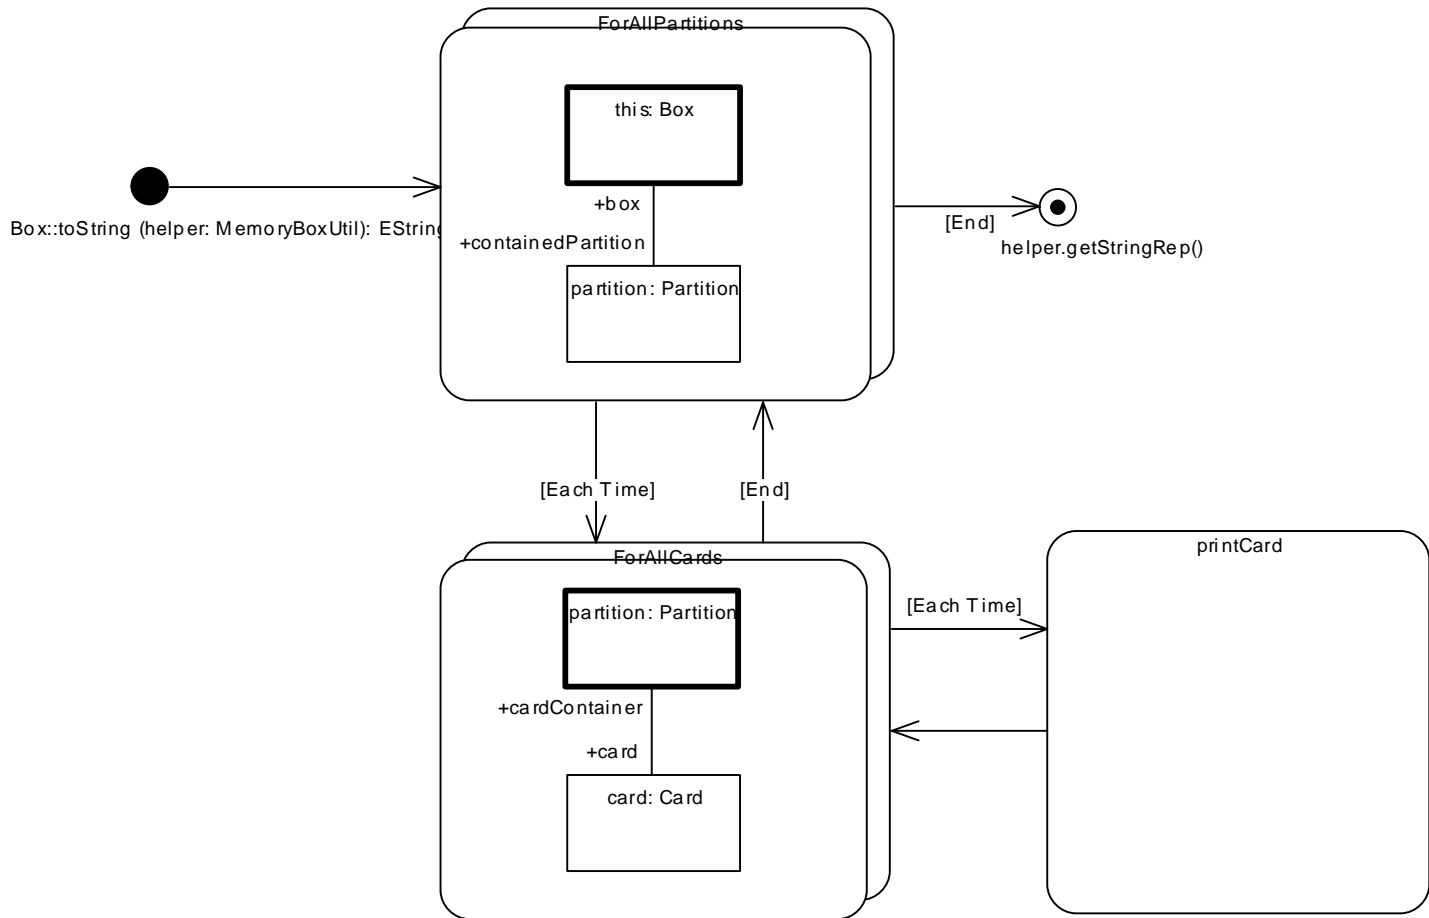 ForAllPartitions
this: Box
+box
Box::toString (helper: MemoryBoxUtil): EString
+containedPartition
[End]
helper.getStringRep()
partition: Partition
[Each Time]
[End]
ForAllCards
printCard
partition: Partition
[Each Time]
+cardContainer
+card
card: Card